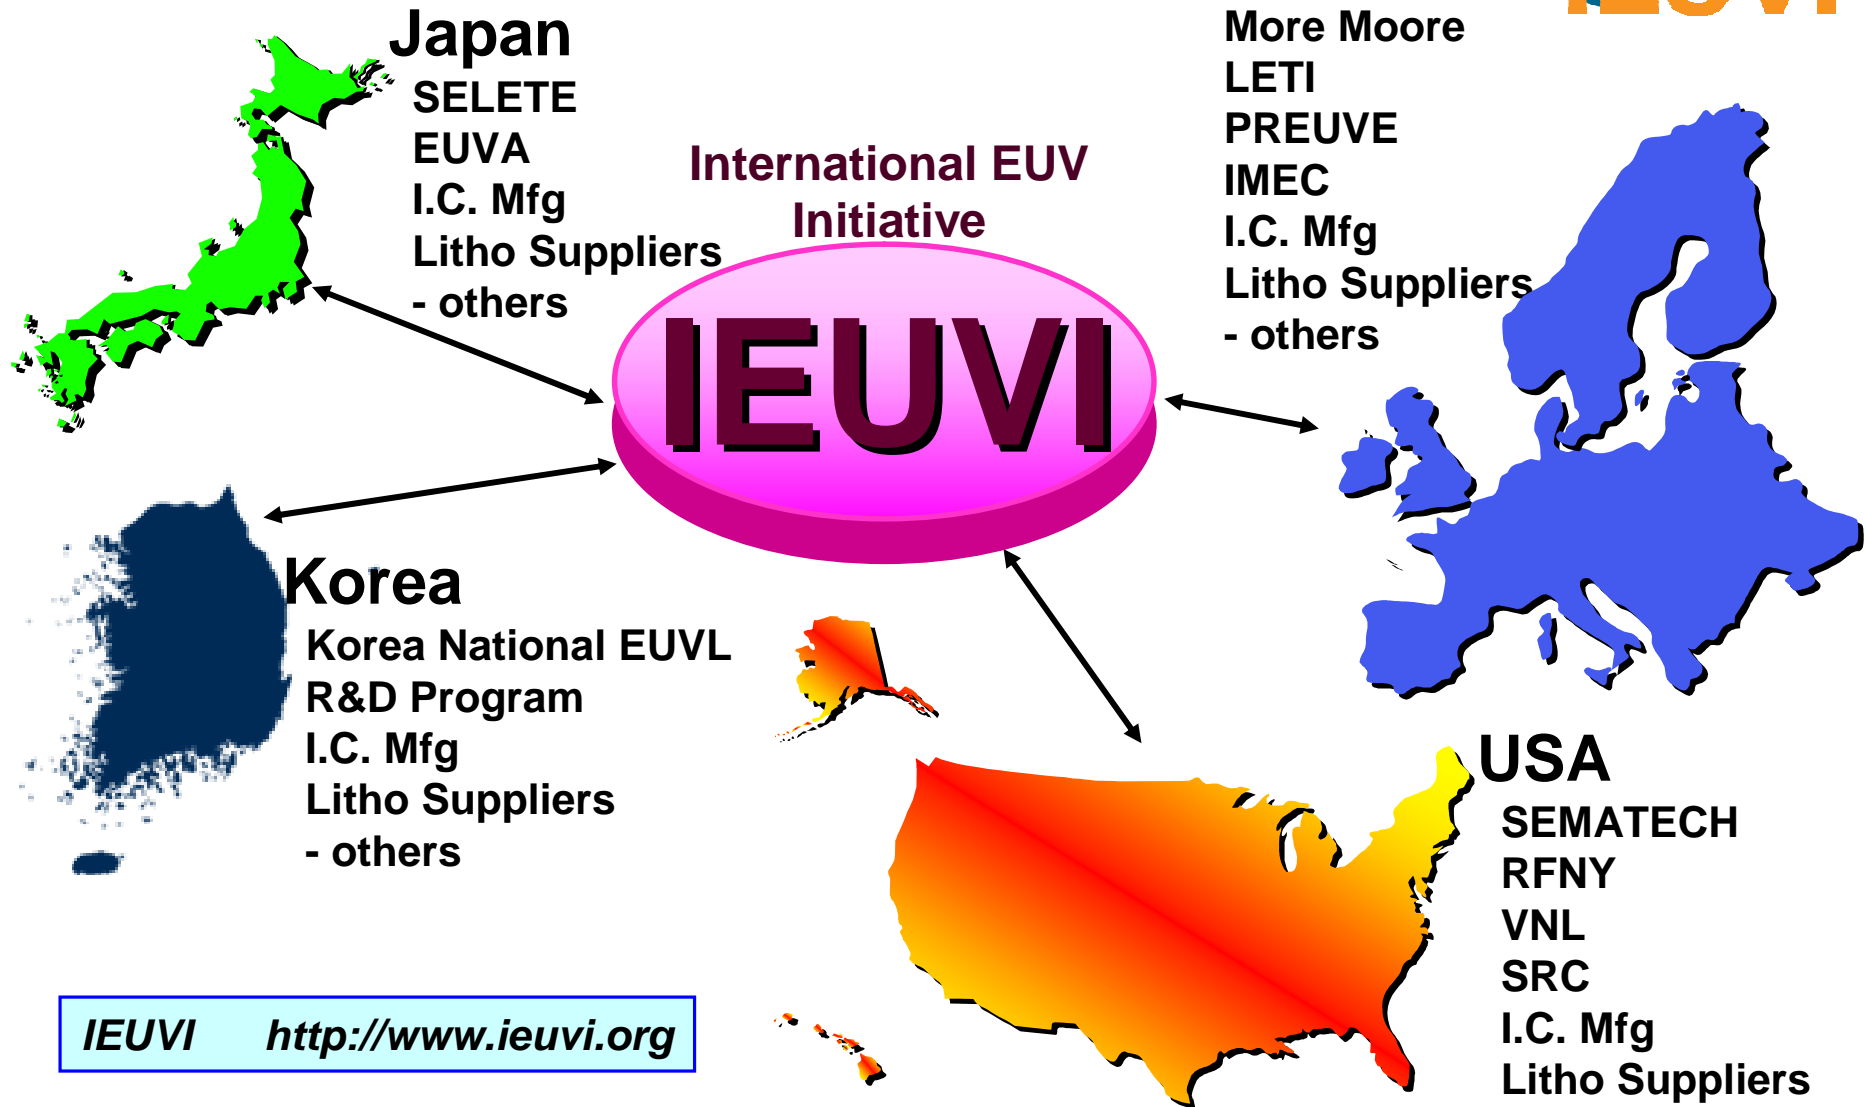 Japan
SELETE
EUVA
I.C. Mfg
Litho Suppliers
- others
International EUV
Initiative
IEUVI
More Moore
LETI
PREUVE
IMEC
I.C. Mfg
Litho Suppliers
- others
IEUVI
Korea
Korea National EUVL
R&D Program
I.C. Mfg
Litho Suppliers
- others
USA
SEMATECH
RFNY
VNL
SRC
I.C. Mfg
Litho Suppliers
IEUVI http://www.ieuvi.org